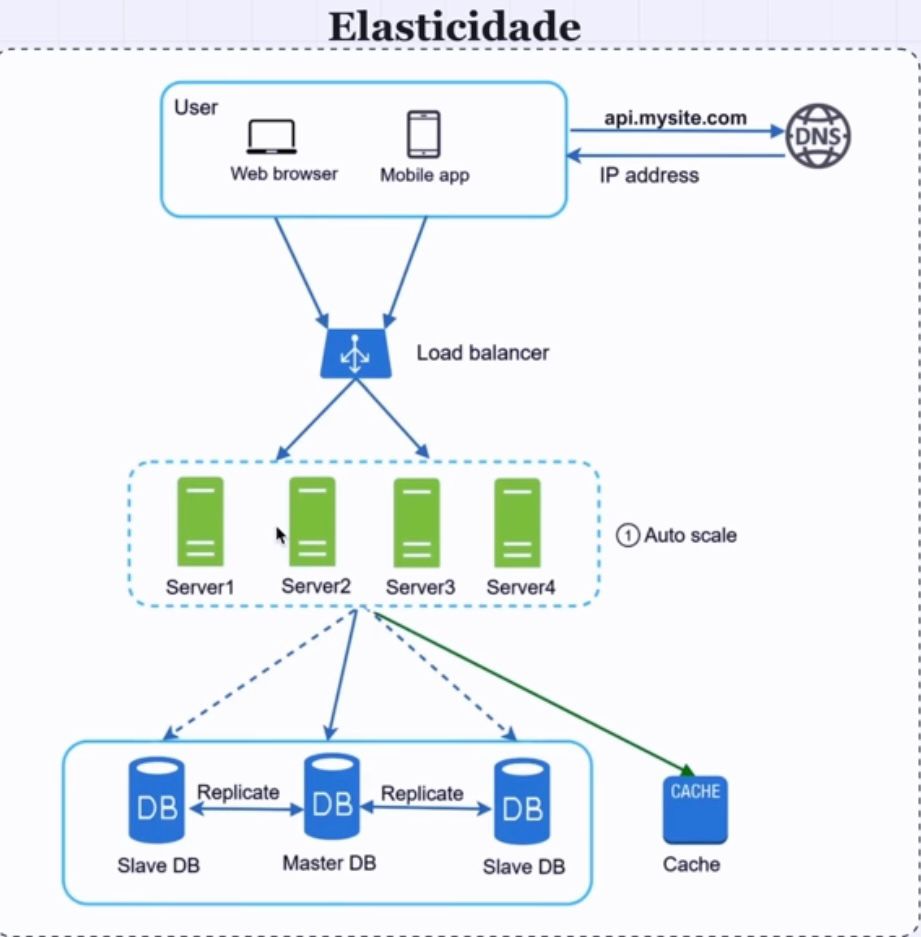 Elasticidade
User
Web browser
Mobile app
api.mysite.com
DNS
IP address
Load balancer
Server1
Server2
Server3
Server4
1 Auto scale
DB
Replicate
DB
Replicate
DB
CACHE
Slave DB
Master DB
Slave DB
Cache